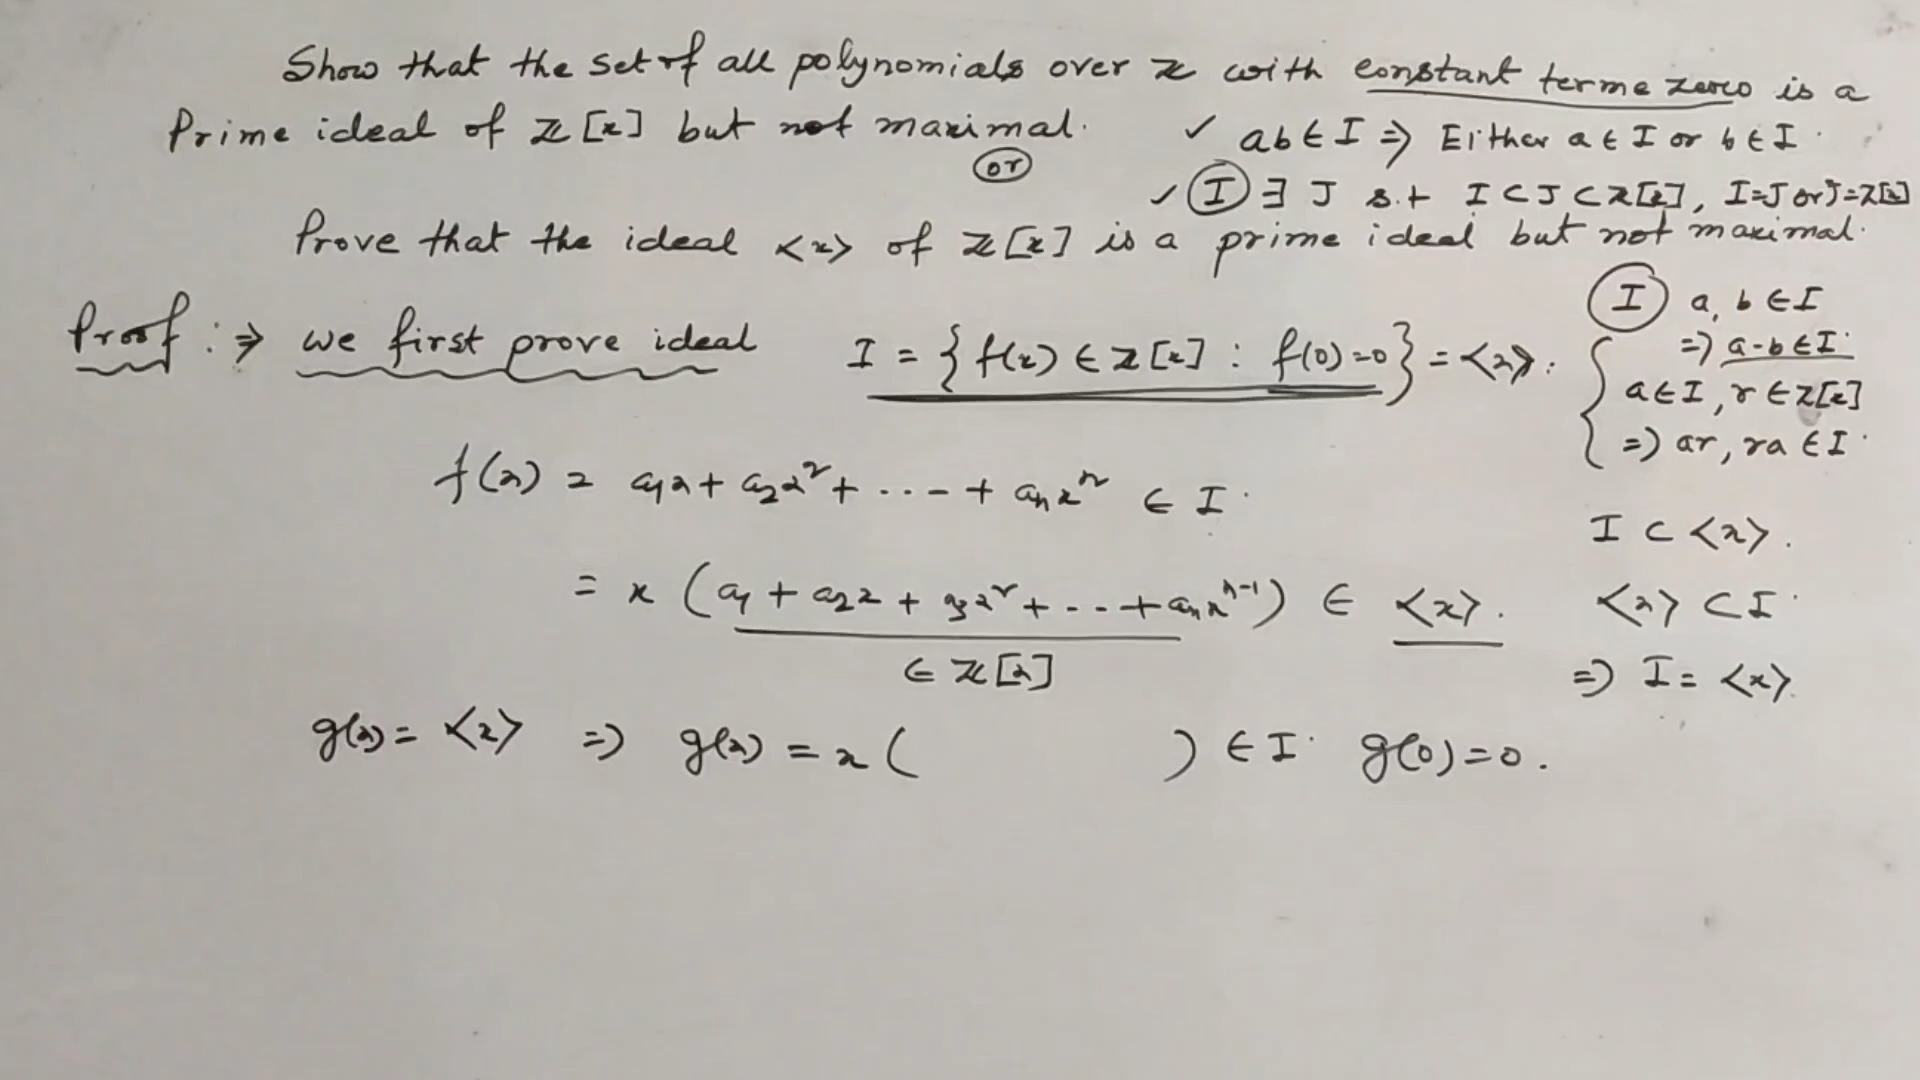 Show that the set of all polynomials over ℤ with constant terme zero is a
Prime ideal of ℤ[x] but not maximal.
✓ ab ∈ I ⇒ Either a ∈ I or b ∈ I.
or
✓ I ∃ J s.t I ⊂ J ⊂ ℤ[x], I=J or J=ℤ[x]
Prove that the ideal <x> of ℤ[x] is a prime ideal but not maximal.
Proof :⇒ we first prove ideal I = {f(x) ∈ ℤ[x] : f(0)=0} = <x>.
I a, b ∈ I
⇒ a-b ∈ I.
a ∈ I, r ∈ ℤ[x]
⇒ ar, ra ∈ I.
f(x) = a₁x + a₂x² + ... + aₙxⁿ ∈ I.
I ⊂ <x>.
= x (a₁ + a₂x + a₃x² + ... + aₙxⁿ⁻¹) ∈ <x>.
<x> ⊂ I.
∈ ℤ[x]
⇒ I = <x>.
g(x) = <x> ⇒ g(x) = x ( ) ∈ I. g(0)=0.